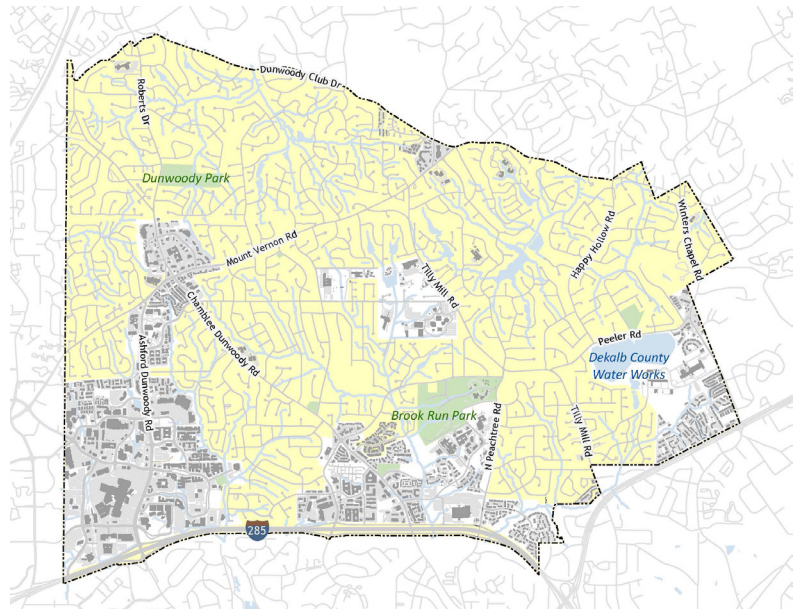 Dunwoody Club Dr
Roberts Dr
Dunwoody Park
Mount Vernon Rd
Happy Hollow Rd
Winters Chapel Rd
Tilly Mill Rd
Chamblee Dunwoody Rd
Ashford Dunwoody Rd
Peeler Rd
Dekalb County
Water Works
Brook Run Park
N Peachtree Rd
Tilly Mill Rd
285